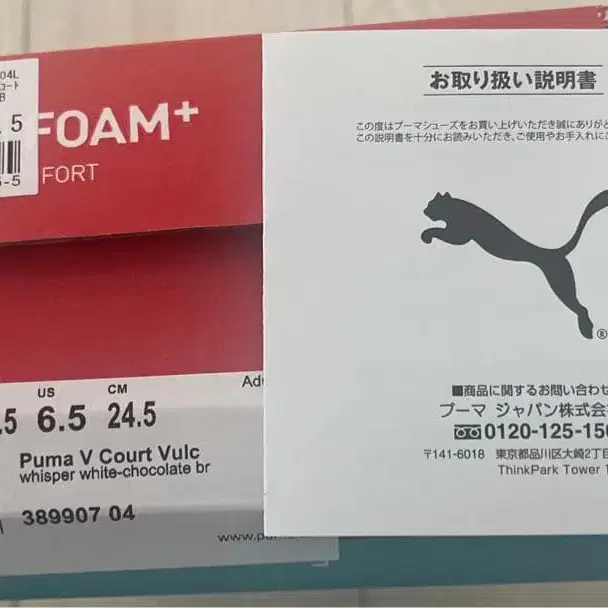 04L
コート
B
.5
5-5
FOAM+
FORT
US
CM
.5 6.5 24.5
Puma V Court Vulc
whisper white-chocolate br
389907 04
www.puma.
お取り扱い説明書
この度はプーマシューズをお買い上げいただき誠にありがと
この説明書を十分にお読みいただき、ご使用やお手入れにご
®
■商品に関するお問い合わせ
プーマ ジャパン株式会
0120-125-150
〒141-6018 東京都品川区大崎2丁目
ThinkPark Tower 1